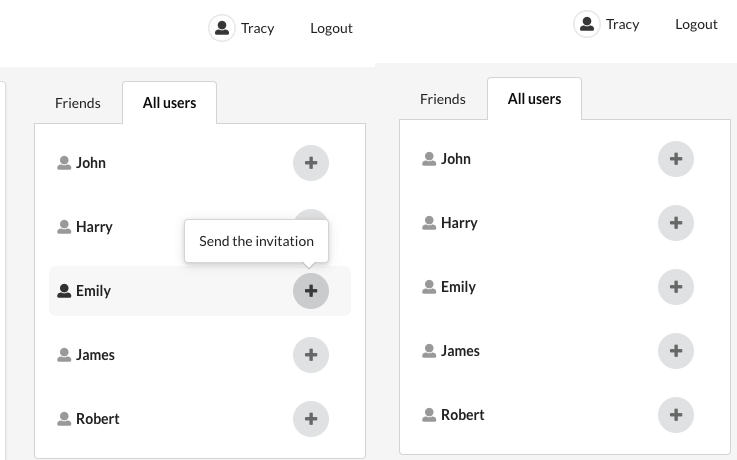 Tracy Logout
Friends All users
John
Harry
Send the invitation
Emily
James
Robert
Tracy Logout
Friends All users
John
Harry
Emily
James
Robert